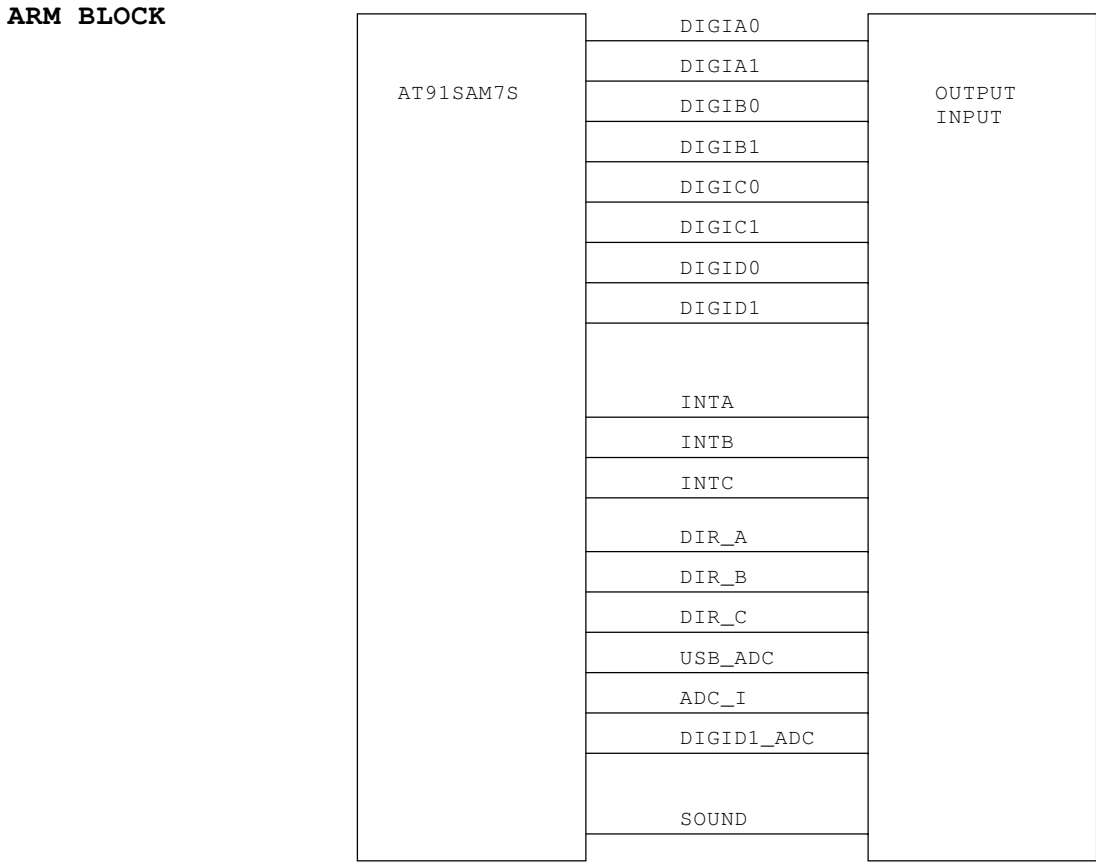 ARM BLOCK
AT91SAM7S
DIGIA0
DIGIA1
DIGIB0
DIGIB1
DIGIC0
DIGIC1
DIGID0
DIGID1
INTA
INTB
INTC
DIR_A
DIR_B
DIR_C
USB_ADC
ADC_I
DIGID1_ADC
SOUND
OUTPUT
INPUT